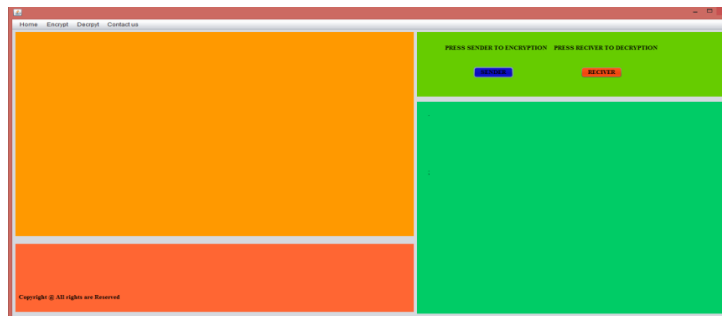 Home Encrypt Decrpyt Contact us
PRESS SENDER TO ENCRYPTION PRESS RECIVER TO DECRYPTION
SENDER RECIVER
Copyright @ All rights are Reserved